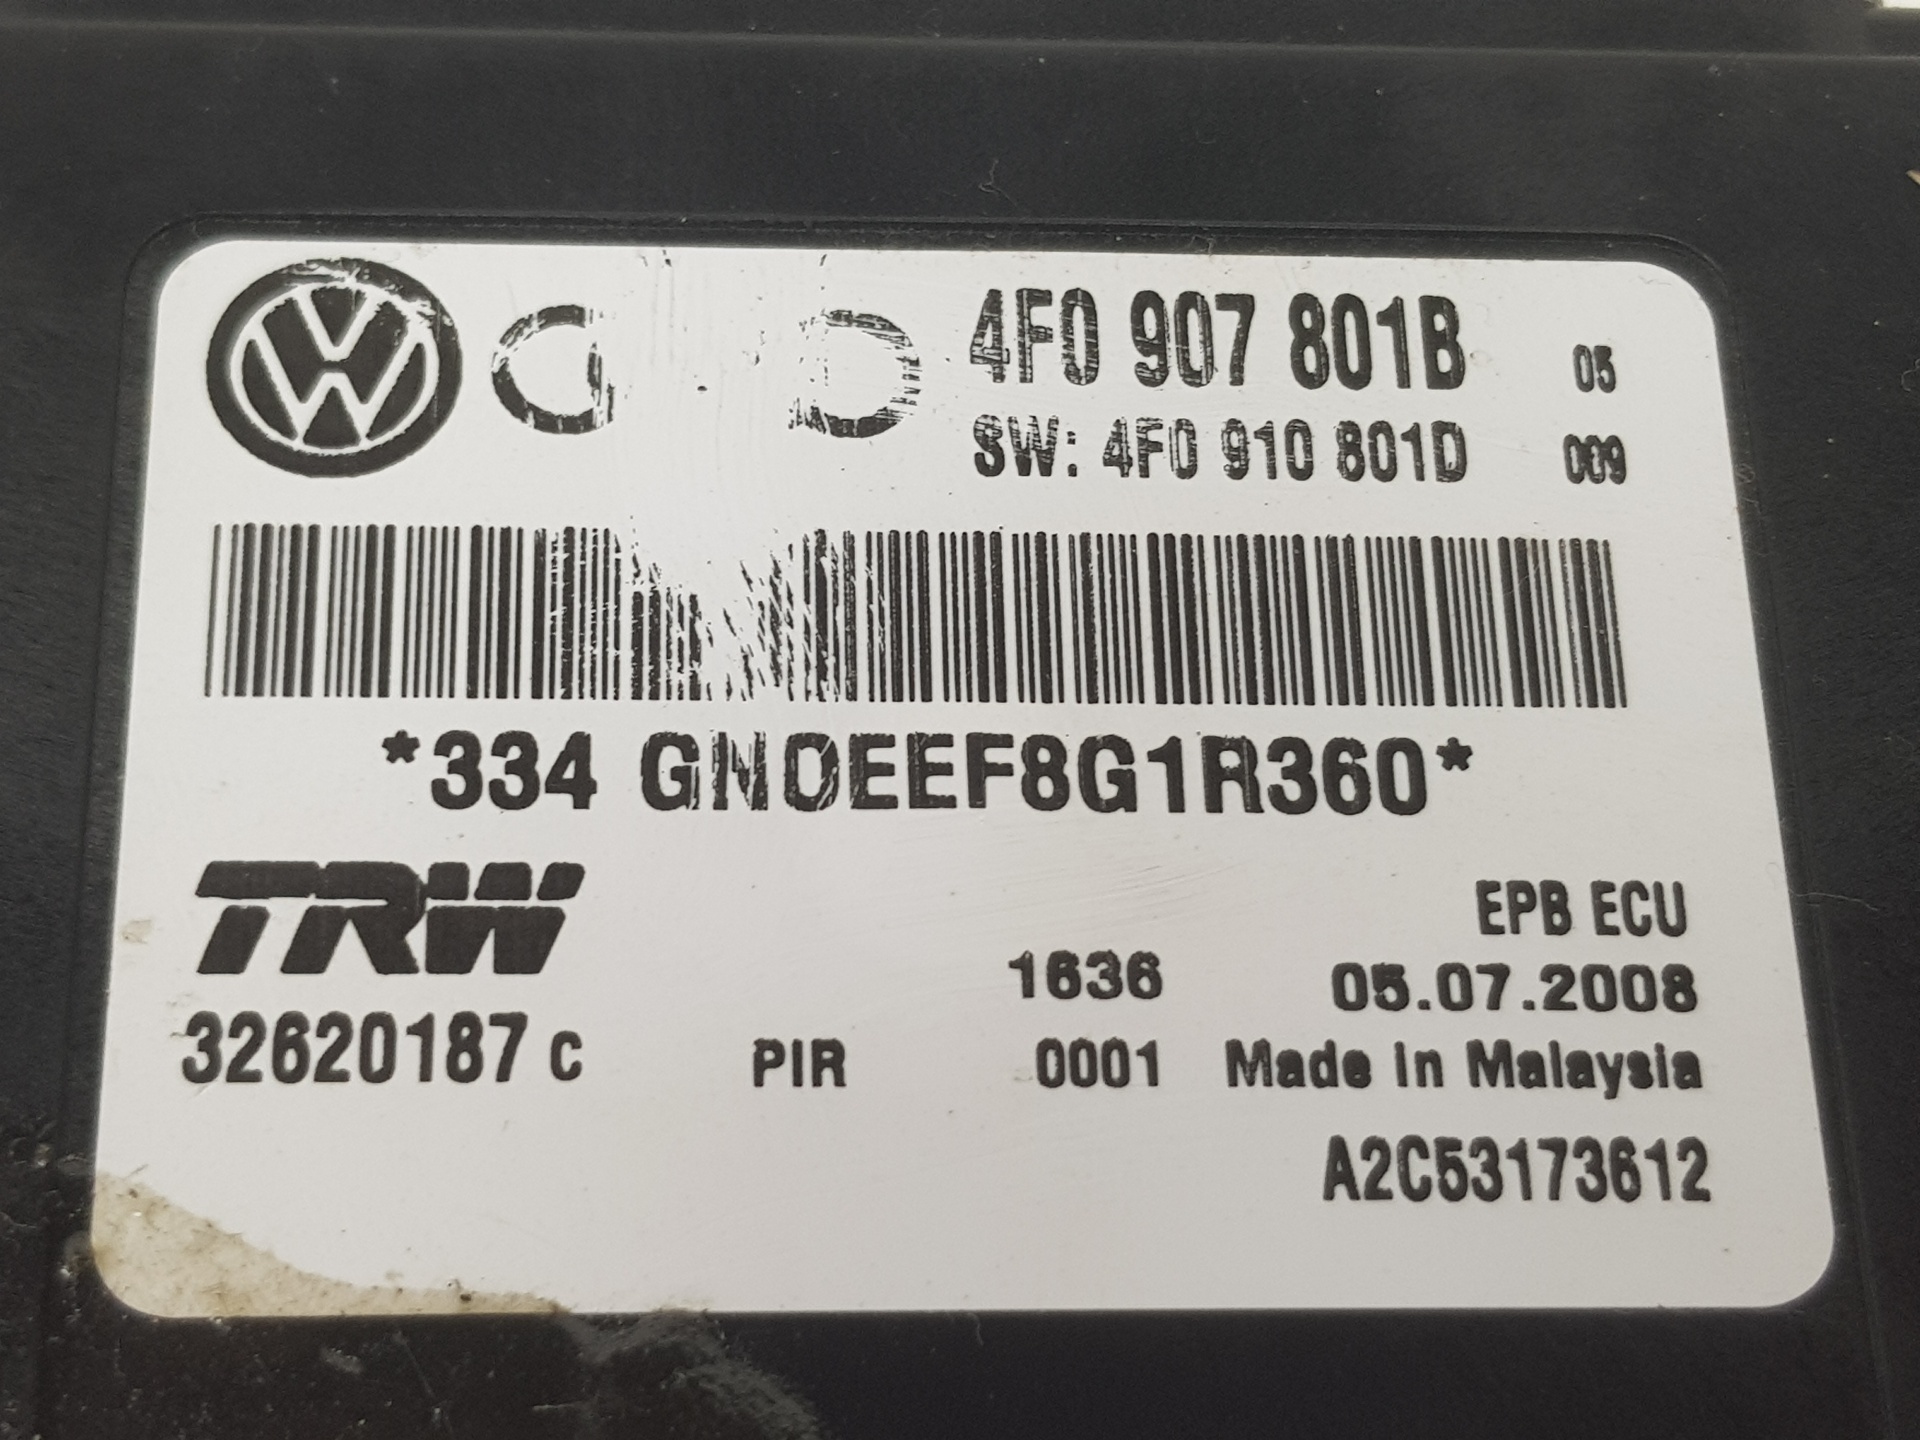 4F0 907 801B 05
SW: 4F0 910 801D 009
*334 GN0EEF8G1R360*
TRW
EPB ECU
1636 05.07.2008
32620187 C PIR 0001 Made in Malaysia
A2C53173612